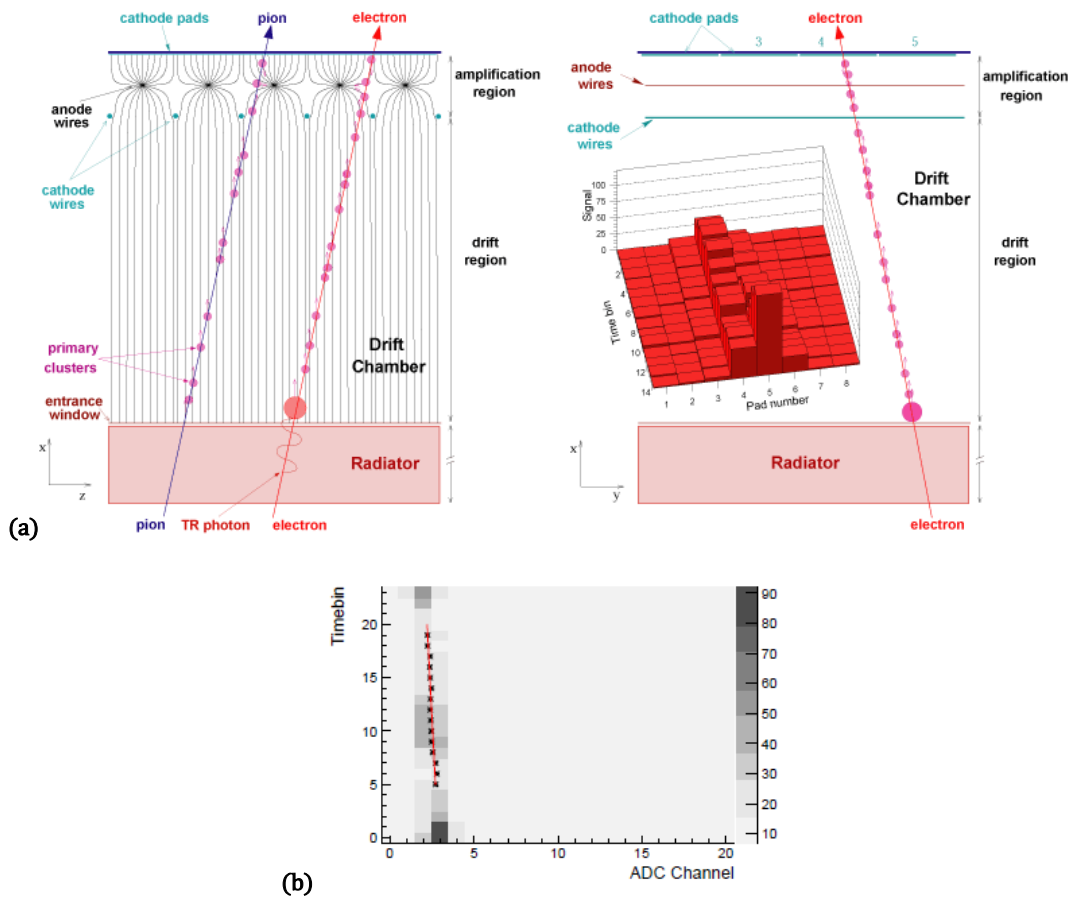 cathode pads
pion
electron
amplification
region
anode
wires
cathode
wires
drift
region
primary
clusters
Drift
Chamber
entrance
window
x
z
Radiator
pion
TR photon
electron
(a)
cathode pads
electron
3 4 5
anode
wires
amplification
region
cathode
wires
Drift
Chamber
drift
region
Signal
100
75
50
25
0
Time bin
2
4
6
8
10
12
14
1 2 3 4 5 6 7 8
Pad number
x
y
Radiator
electron
Timebin
20
15
10
5
0
0 5 10 15 20
ADC Channel
90
80
70
60
50
40
30
20
10
(b)